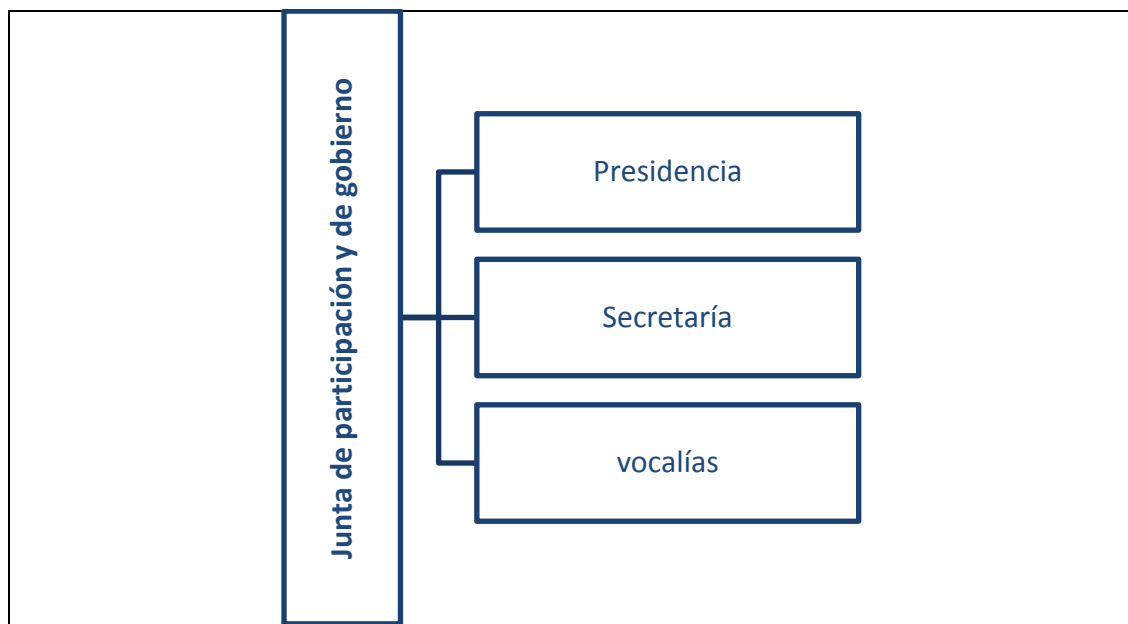 Junta de participación y de gobierno
Presidencia
Secretaría
vocalías